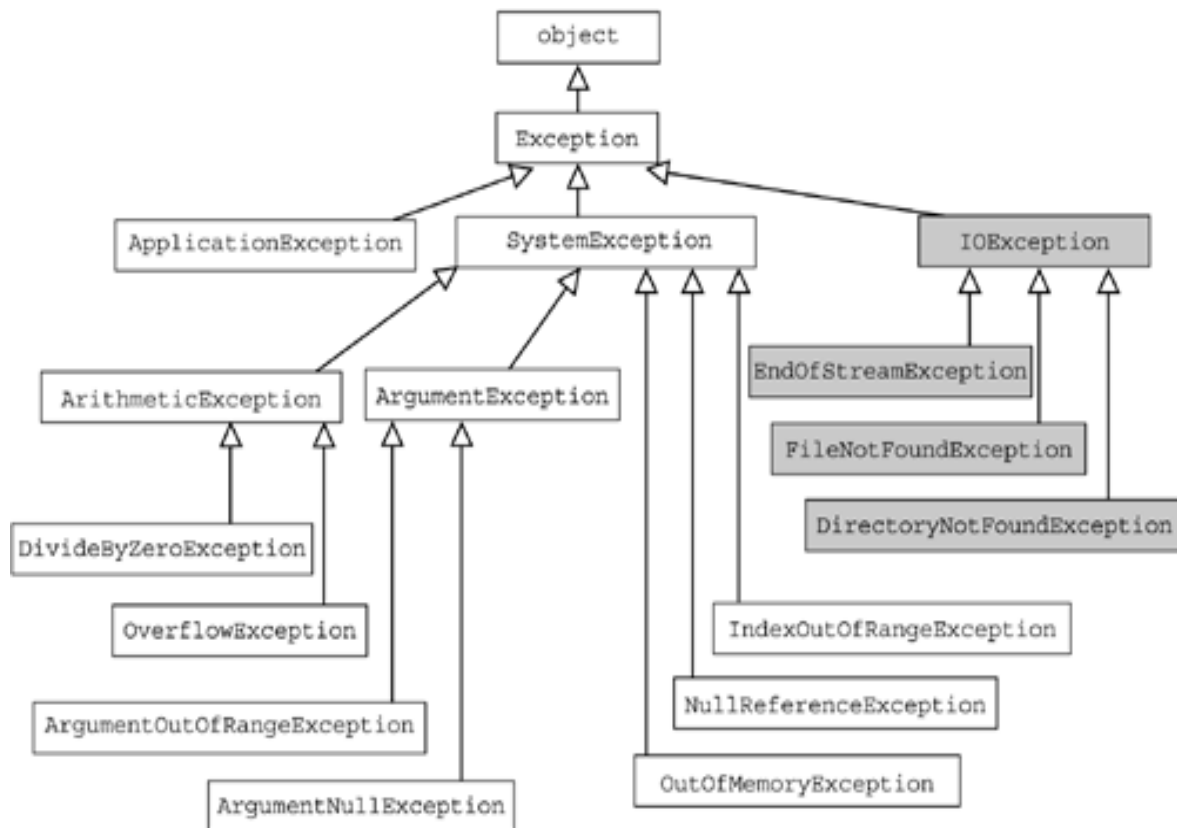 object
Exception
ApplicationException
SystemException
IOException
EndOfStreamException
ArithmeticException
ArgumentException
FileNotFoundException
DirectoryNotFoundException
DivideByZeroException
OverflowException
IndexOutOfRangeException
NullReferenceException
ArgumentOutOfRangeException
OutOfMemoryException
ArgumentNullException